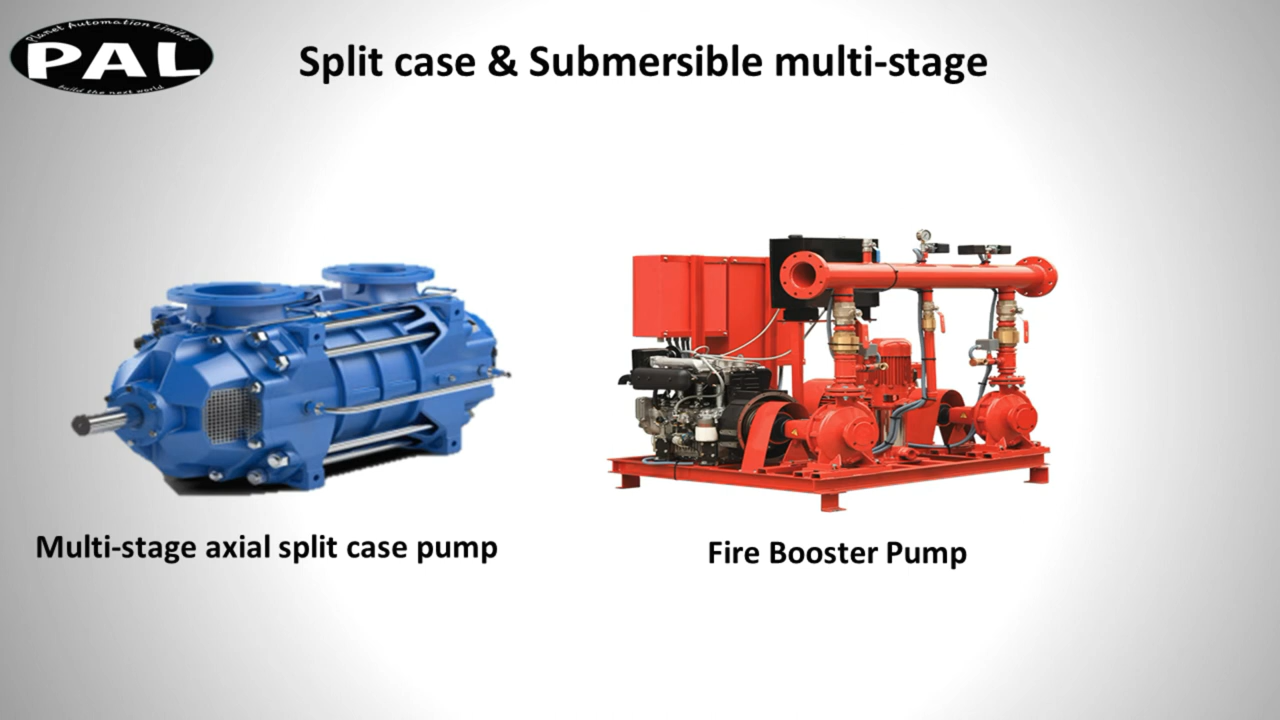 Planet Automation Limited
PAL
build the next world
Split case & Submersible multi-stage
Multi-stage axial split case pump
Fire Booster Pump